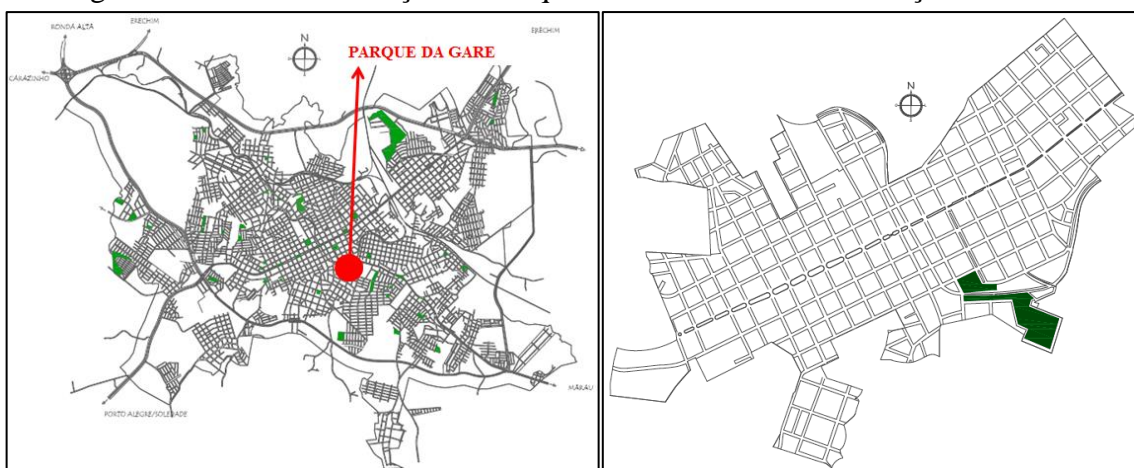 RONDA ALTA
ERECHIM
ERECHIM
N
PARQUE DA GARE
CARAZINHO
MARAU
PORTO ALEGRE/SOLEDADE
N